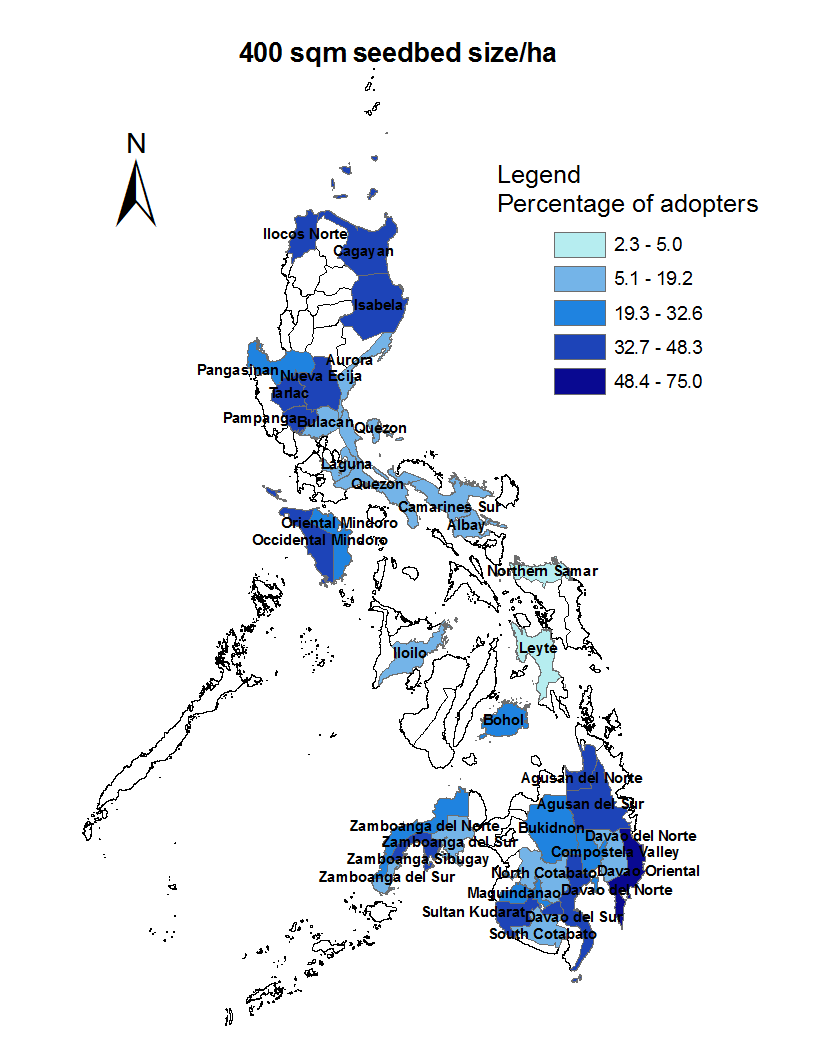 400 sqm seedbed size/ha
N
Legend
Percentage of adopters
2.3 - 5.0
5.1 - 19.2
19.3 - 32.6
32.7 - 48.3
48.4 - 75.0
Ilocos Norte
Cagayan
Isabela
Aurora
Pangasinan
Nueva Ecija
Tarlac
Pampanga
Bulacan
Quezon
Laguna
Quezon
Camarines Sur
Albay
Oriental Mindoro
Occidental Mindoro
Northern Samar
Leyte
Iloilo
Bohol
Agusan del Norte
Agusan del Sur
Zamboanga del Norte
Bukidnon
Davao del Norte
Zamboanga del Sur
Compostela Valley
Zamboanga Sibugay
North Cotabato
Davao Oriental
Zamboanga del Sur
Maguindanao
Davao del Norte
Sultan Kudarat
Davao del Sur
South Cotabato